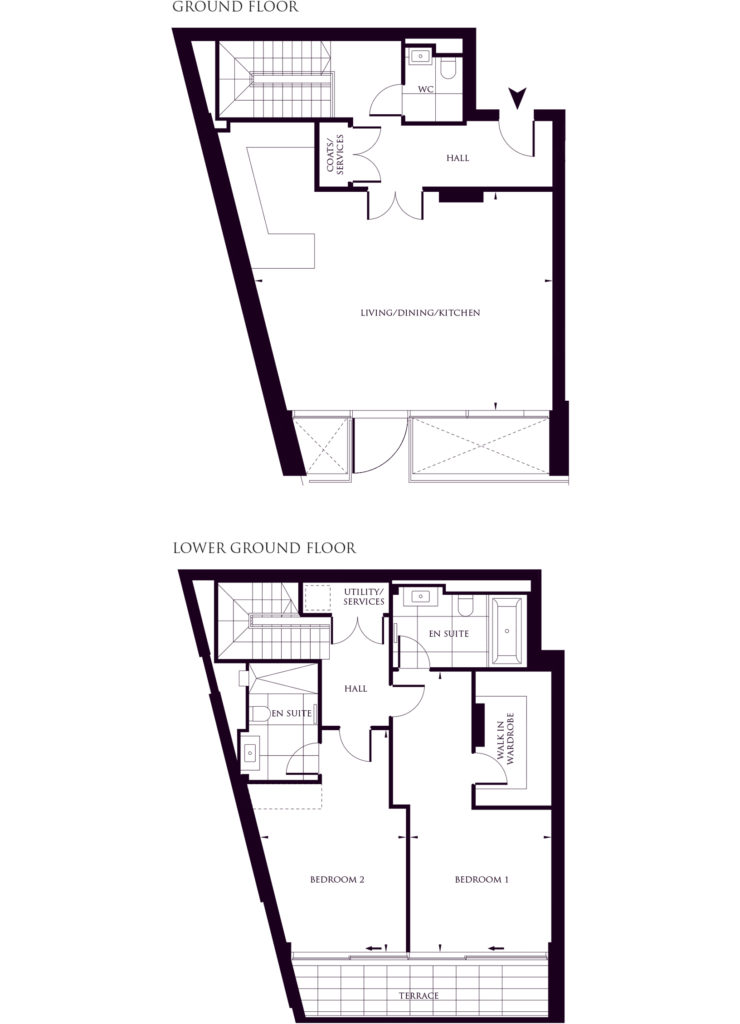 GROUND FLOOR
WC
COATS/
SERVICES
HALL
LIVING/DINING/KITCHEN
LOWER GROUND FLOOR
UTILITY/
SERVICES
EN SUITE
HALL
EN SUITE
WALK IN
WARDROBE
BEDROOM 2
BEDROOM 1
TERRACE